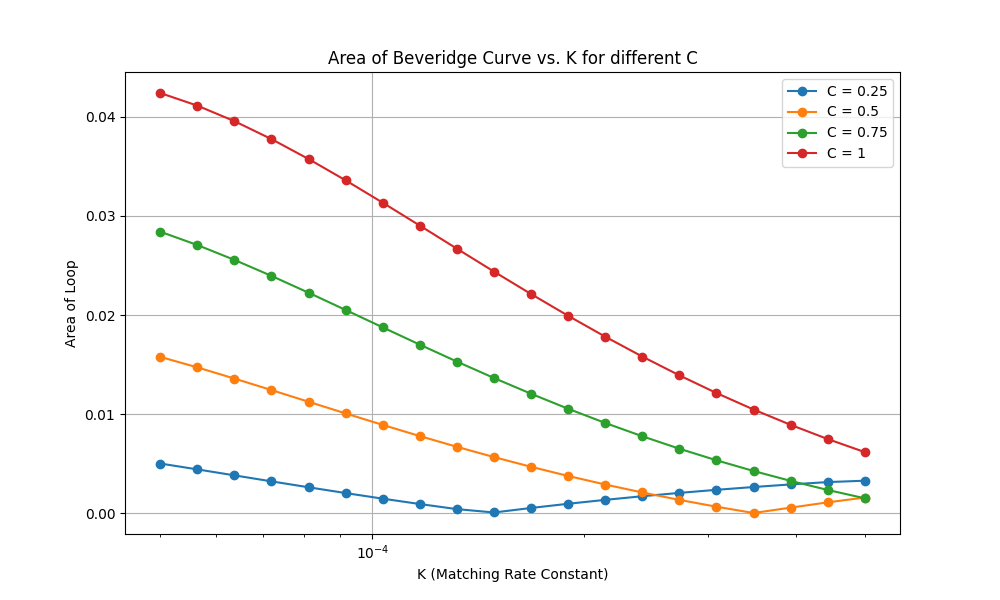 Area of Beveridge Curve vs. K for different C
C = 0.25
C = 0.5
C = 0.75
C = 1
0.04
0.03
0.02
0.01
0.00
Area of Loop
10⁻⁴
K (Matching Rate Constant)